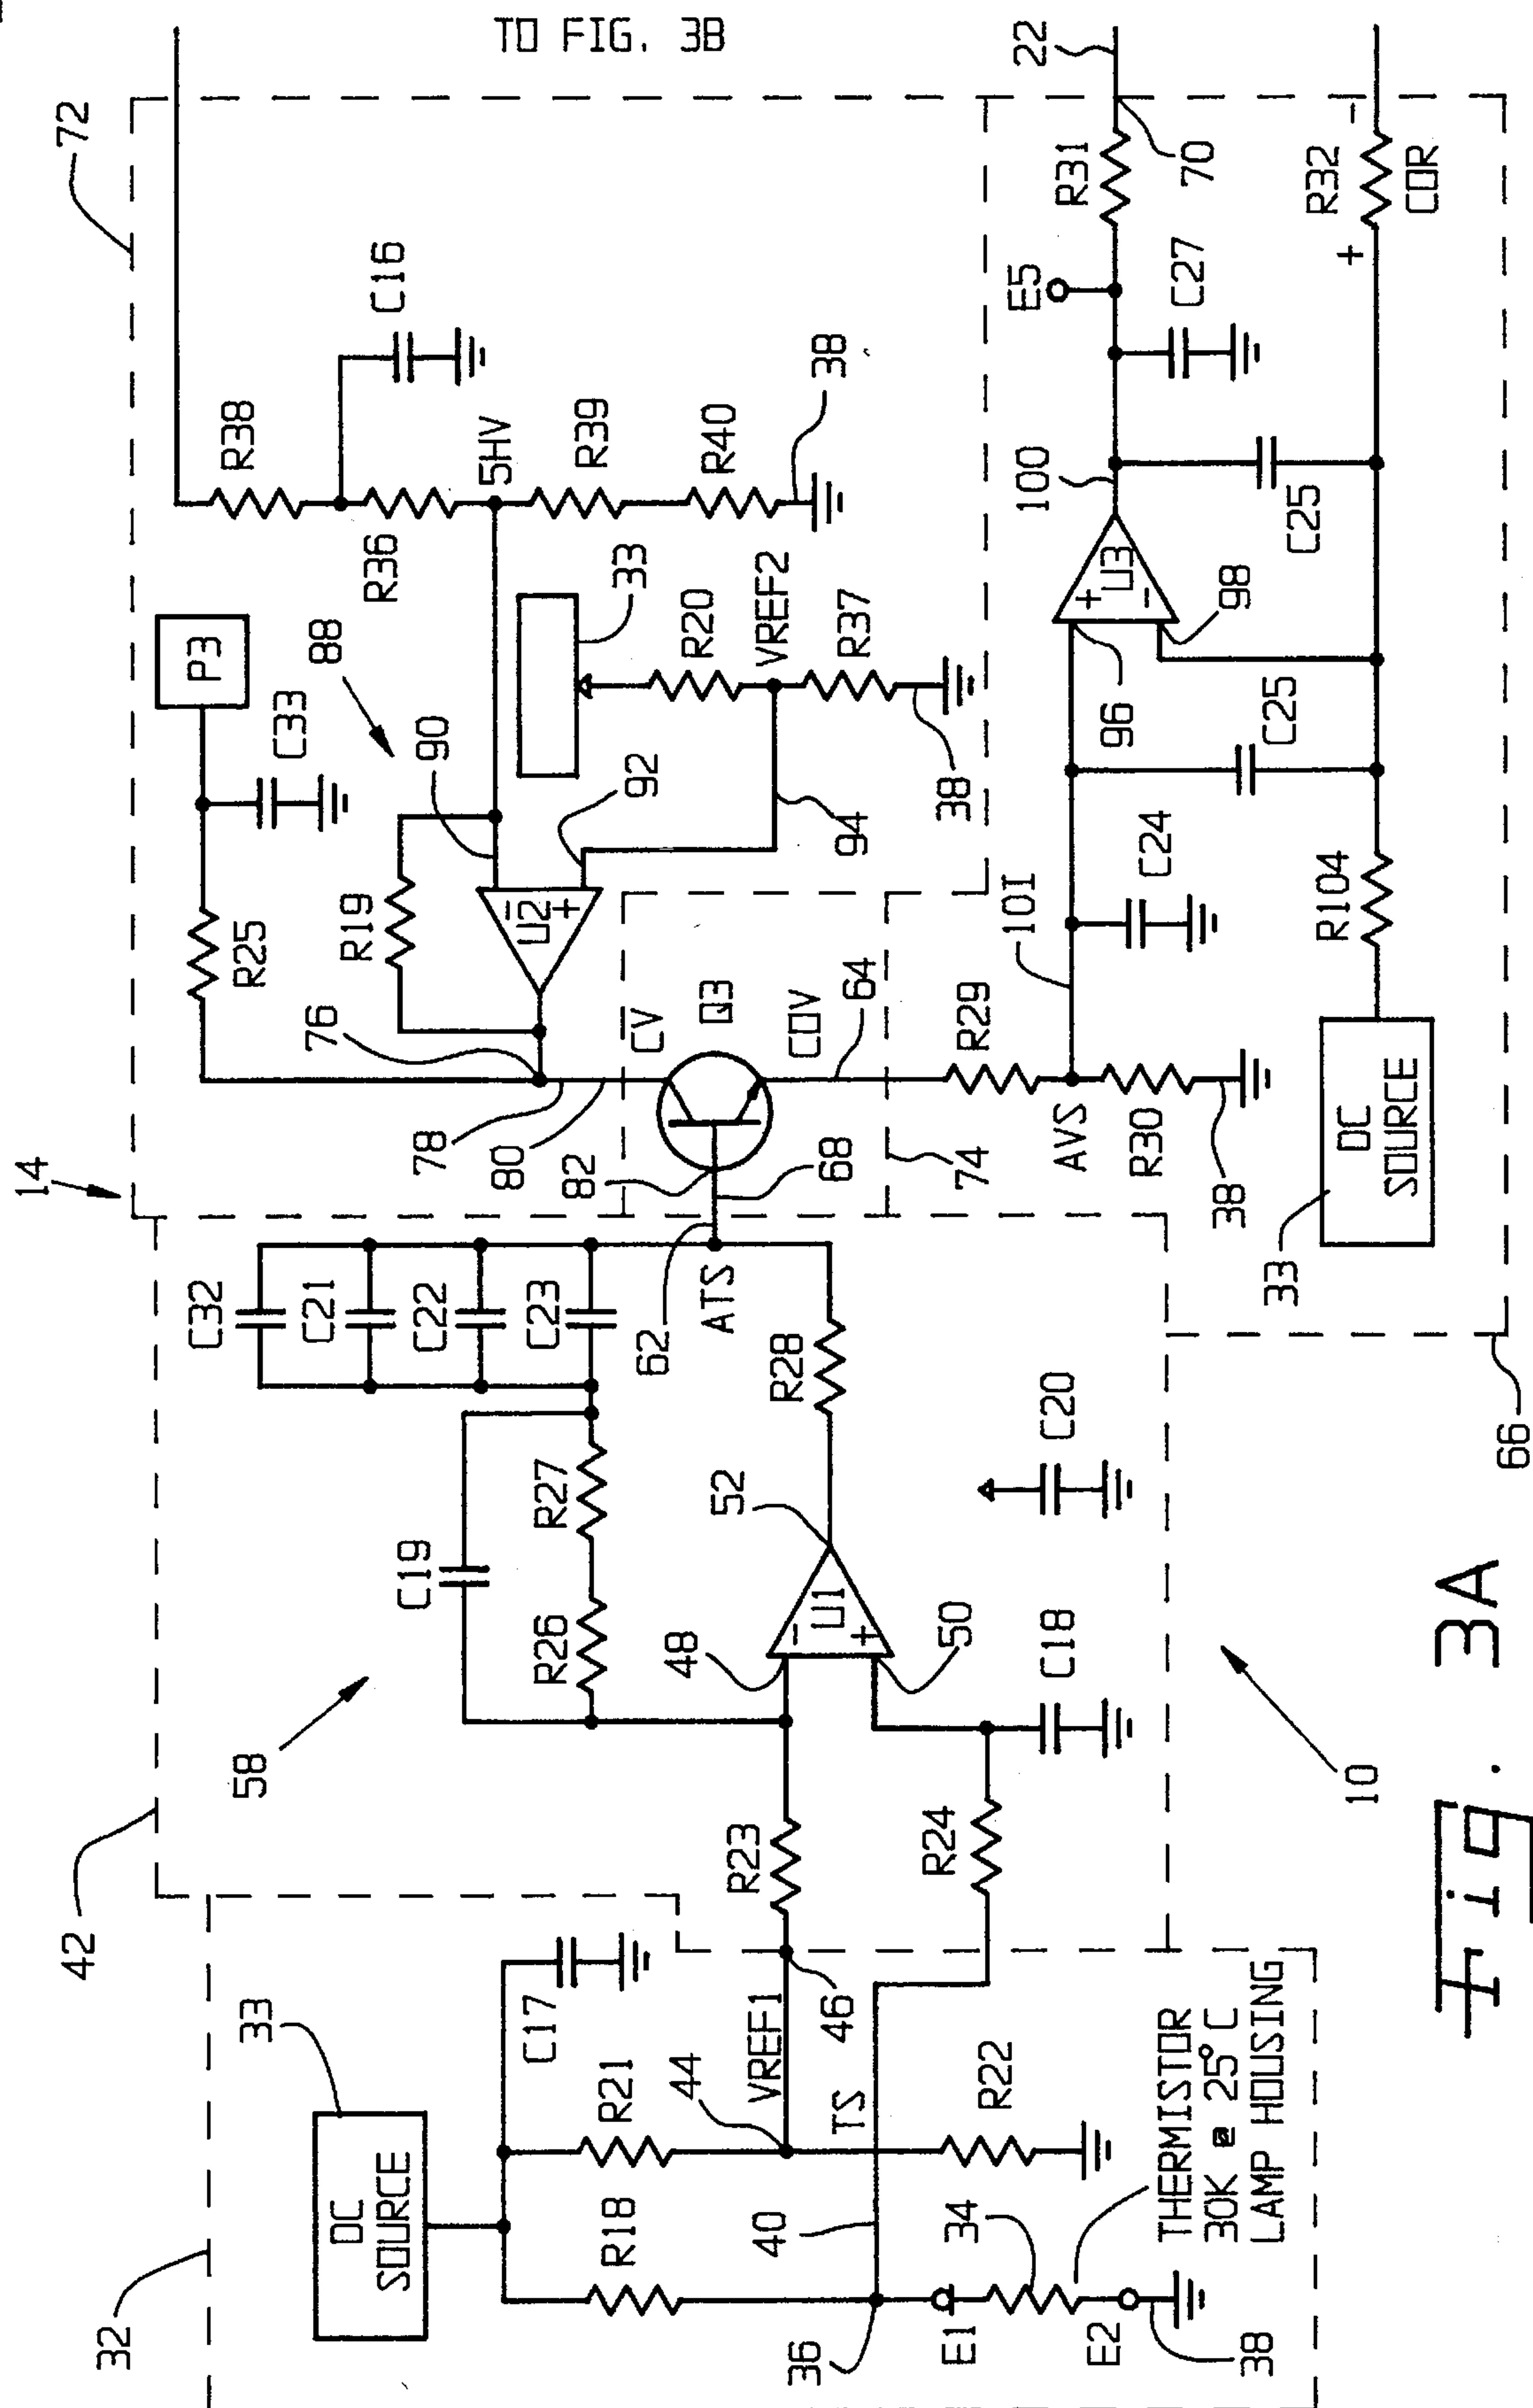 TO FIG. 3B
72
22
14
C16
R38
R36
5HV
R39
R40
38
P3
C33
88
R25
R19
90
92
-
U2
+
33
R20
VREF2
R37
38
94
76
78
80
CV
Q3
COV
82
68
64
74
62
ATS
R29
AVS
R30
38
101
C24
96
98
C25
+
U3
-
100
C25
E5
C27
R31
70
-
R32
COR
+
R104
DC
SOURCE
33
66
42
58
C32
C21
C22
C23
C19
R26
R27
R28
52
48
-
U1
+
50
C18
C20
R23
R24
10
32
33
DC
SOURCE
C17
R18
R21
44
VREF1
46
TS
40
R22
36
34
E1
E2
38
THERMISTOR
30K @ 25°C
LAMP HOUSING
Fig. 3A